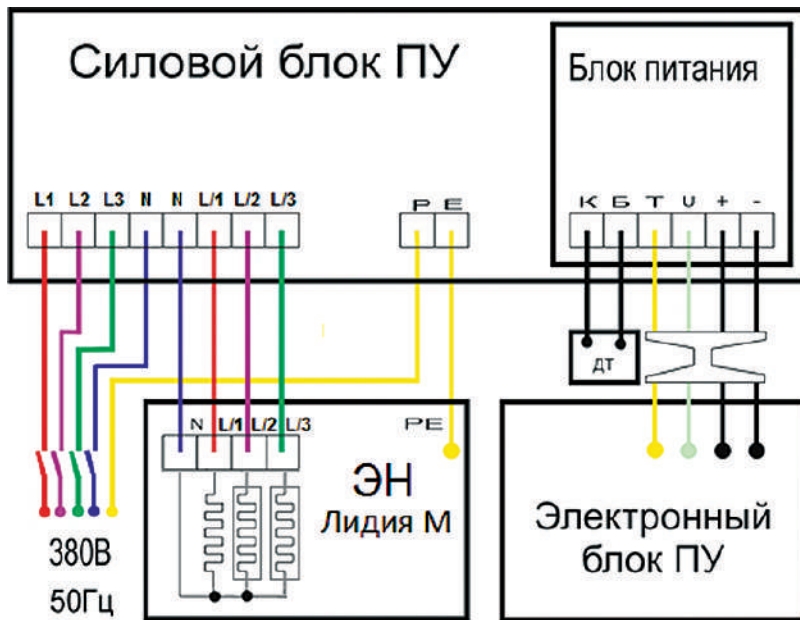 Силовой блок ПУ
Блок питания
L1 L2 L3 N N L/1 L/2 L/3
Р Е
К Б Т U + -
ДТ
N L/1 L/2 L/3
PE
ЭН
Лидия М
380В
50Гц
Электронный
блок ПУ